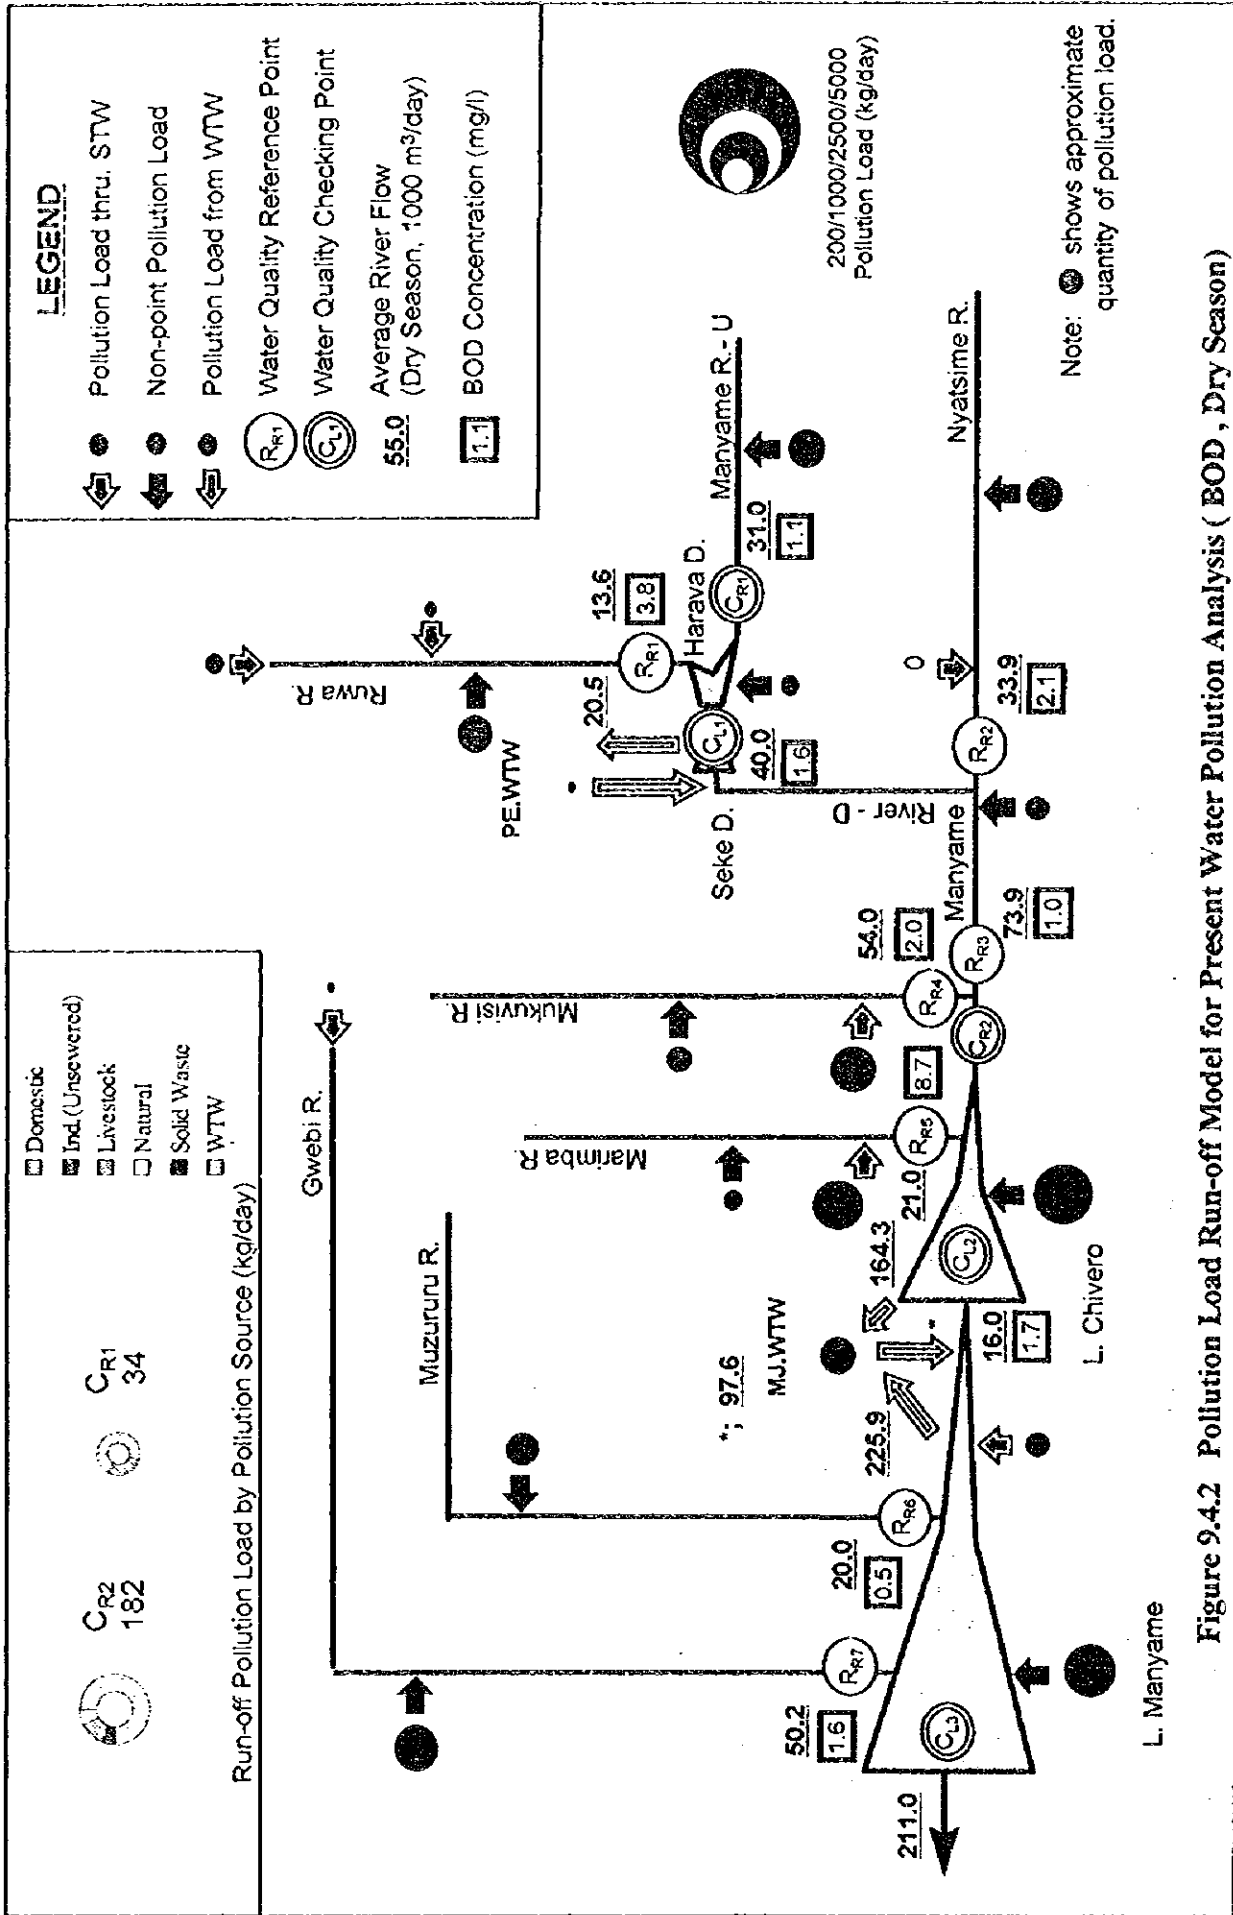 LEGEND
Pollution Load thru. STW
Non-point Pollution Load
Pollution Load from WTW
R_R1 Water Quality Reference Point
C_L1 Water Quality Checking Point
55.0 Average River Flow
(Dry Season, 1000 m³/day)
1.1 BOD Concentration (mg/l)
Domestic
Ind.(Unsewered)
Livestock
Natural
Solid Waste
WTW
C_R2
182
C_R1
34
Run-off Pollution Load by Pollution Source (kg/day)
200/1000/2500/5000
Pollution Load (kg/day)
Note: shows approximate
quantity of pollution load.
Gwebi R.
Muzururu R.
Marimba R.
Mukuvisi R.
Ruwa R.
PE.WTW
20.5
13.6
3.8
R_R1
Harava D.
C_R1
31.0
1.1
Manyame R.- U
Seke D.
C_L1
40.0
1.6
River - D
Manyame
Nyatsime R.
R_R2
33.9
2.1
O
54.0
2.0
R_R4
R_R3
73.9
1.0
C_R2
8.7
R_R5
21.0
164.3
C_L2
L. Chivero
MJ.WTW
*; 97.6
*
16.0
1.7
225.9
R_R6
20.0
0.5
R_R7
50.2
1.6
C_L3
L. Manyame
211.0
Figure 9.4.2 Pollution Load Run-off Model for Present Water Pollution Analysis ( BOD , Dry Season)